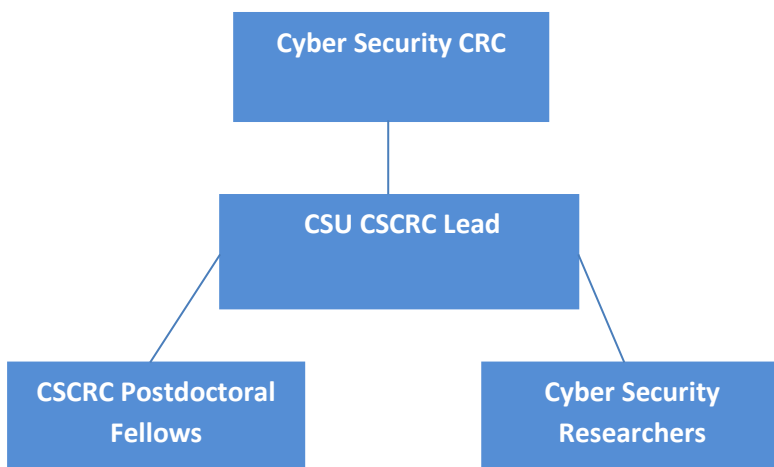 Cyber Security CRC
CSU CSCRC Lead
CSCRC Postdoctoral
Fellows
Cyber Security
Researchers